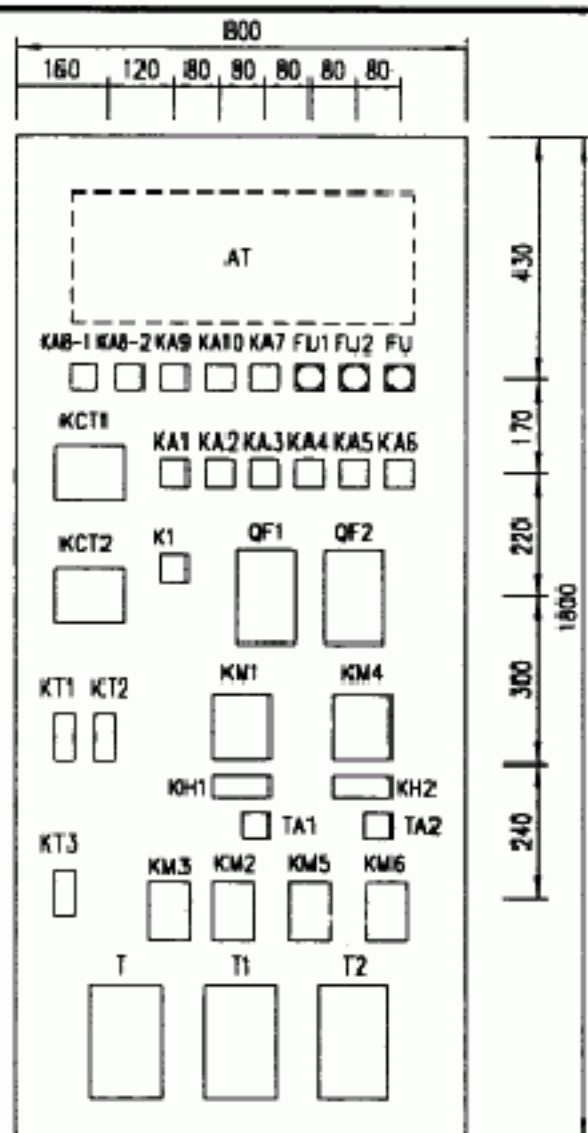 800
160 120 80 80 80 80 80
AT
430
KA8-1 KA8-2 KA9 KA10 KA7 FU1 FU2 FU
170
KCT1
KA1 KA2 KA3 KA4 KA5 KA6
220
KCT2 K1 QF1 QF2
1800
300
KT1 KT2 KM1 KM4
KH1 KH2
TA1 TA2
240
KT3
KM3 KM2 KM5 KM6
T T1 T2